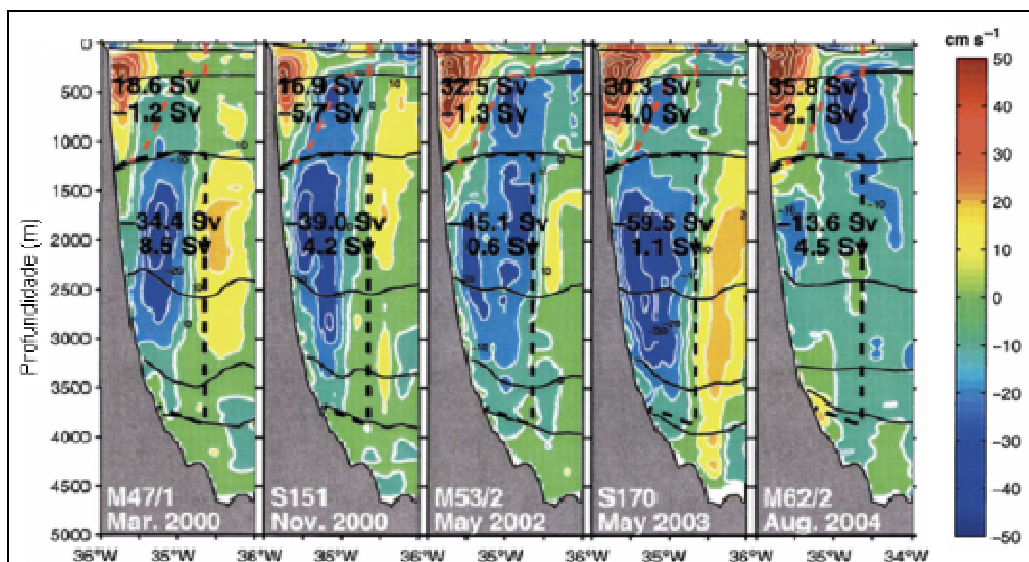 cm s⁻¹
Profundidade (m)
0
500
1000
1500
2000
2500
3000
3500
4000
4500
5000
18.6 Sv
−1.2 Sv
−34.4 Sv
8.5 Sv
M47/1
Mar. 2000
16.9 Sv
−5.7 Sv
−39.0 Sv
4.2 Sv
S151
Nov. 2000
32.5 Sv
−1.3 Sv
−45.1 Sv
0.6 Sv
M53/2
May 2002
30.3 Sv
−4.0 Sv
−59.5 Sv
1.1 Sv
S170
May 2003
35.8 Sv
−2.1 Sv
−13.6 Sv
4.5 Sv
M62/2
Aug. 2004
36°W 35°W 36°W 35°W 36°W 35°W 36°W 35°W 36°W 35°W 34°W
50
40
30
20
10
0
−10
−20
−30
−40
−50